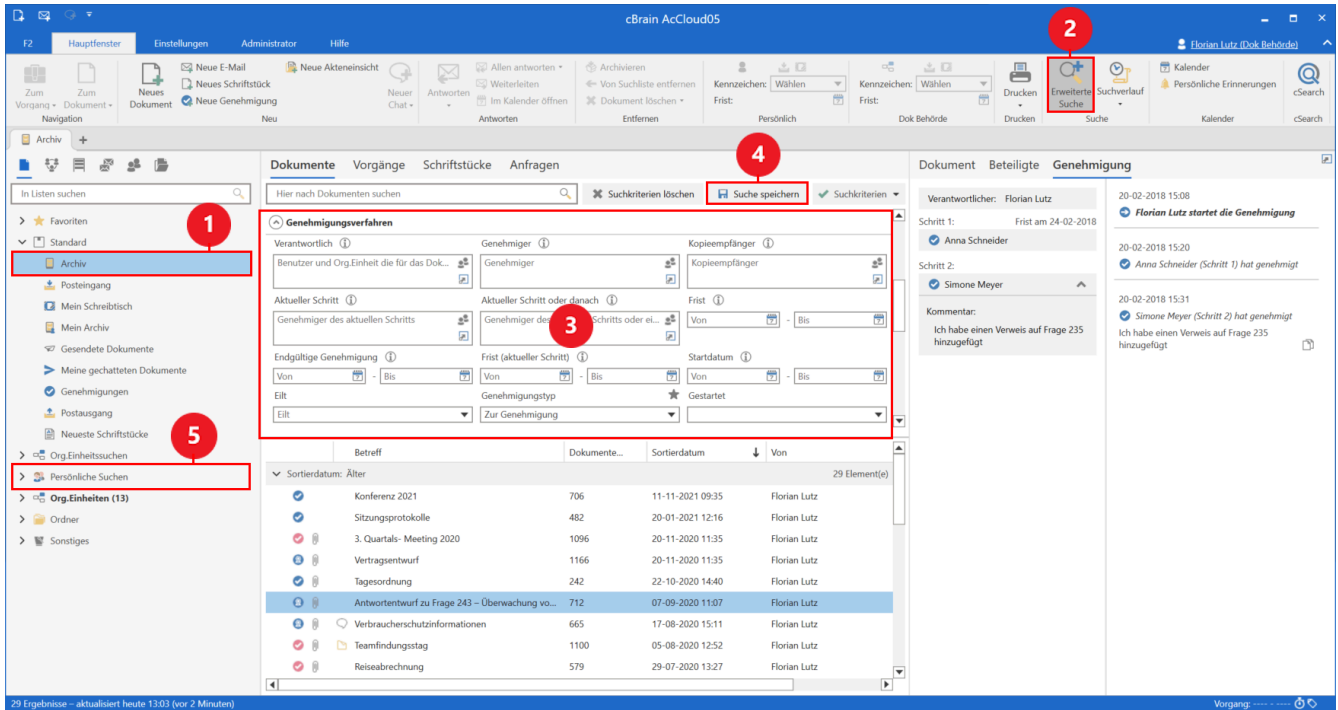 cBrain AcCloud05
2
F2 Hauptfenster Einstellungen Administrator Hilfe
Florian Lutz (Dok Behörde)
Zum Vorgang
Zum Dokument
Navigation
Neues Dokument
Neue E-Mail
Neues Schriftstück
Neue Genehmigung
Neue Akteneinsicht
Neuer Chat
Neu
Antworten
Allen antworten
Weiterleiten
Im Kalender öffnen
Antworten
Archivieren
Von Suchliste entfernen
Dokument löschen
Entfernen
Kennzeichen: Wählen
Frist:
Persönlich
Kennzeichen: Wählen
Frist:
Dok Behörde
Drucken
Drucken
Erweiterte Suche
Suchverlauf
Suche
Kalender
Persönliche Erinnerungen
Kalender
cSearch
cSearch
Archiv +
In Listen suchen
1
Favoriten
Standard
Archiv
Posteingang
Mein Schreibtisch
Mein Archiv
Gesendete Dokumente
Meine gechatteten Dokumente
Genehmigungen
Postausgang
Neueste Schriftstücke
5
Org.Einheitssuchen
Persönliche Suchen
Org.Einheiten (13)
Ordner
Sonstiges
Dokumente Vorgänge Schriftstücke Anfragen
4
Hier nach Dokumenten suchen
Suchkriterien löschen
Suche speichern
Suchkriterien
Genehmigungsverfahren
Verantwortlich Genehmiger Kopieempfänger
Benutzer und Org.Einheit die für das Dok... Genehmiger Kopieempfänger
Aktueller Schritt Aktueller Schritt oder danach Frist
Genehmiger des aktuellen Schritts Genehmiger des Schritts oder ei... Von - Bis
3
Endgültige Genehmigung Frist (aktueller Schritt) Startdatum
Von - Bis Von - Bis Von - Bis
Eilt Genehmigungstyp Gestartet
Eilt Zur Genehmigung
Betreff Dokumente... Sortierdatum Von
Sortierdatum: Älter 29 Element(e)
Konferenz 2021 706 11-11-2021 09:35 Florian Lutz
Sitzungsprotokolle 482 20-01-2021 12:16 Florian Lutz
3. Quartals- Meeting 2020 1096 20-11-2020 11:35 Florian Lutz
Vertragsentwurf 1166 20-11-2020 11:35 Florian Lutz
Tagesordnung 242 22-10-2020 14:40 Florian Lutz
Antwortentwurf zu Frage 243 – Überwachung vo... 712 07-09-2020 11:07 Florian Lutz
Verbraucherschutzinformationen 665 17-08-2020 15:11 Florian Lutz
Teamfindungsstag 1100 05-08-2020 12:52 Florian Lutz
Reiseabrechnung 579 29-07-2020 13:27 Florian Lutz
Dokument Beteiligte Genehmigung
Verantwortlicher: Florian Lutz
Schritt 1: Frist am 24-02-2018
Anna Schneider
Schritt 2:
Simone Meyer
Kommentar:
Ich habe einen Verweis auf Frage 235
hinzugefügt
20-02-2018 15:08
Florian Lutz startet die Genehmigung
20-02-2018 15:20
Anna Schneider (Schritt 1) hat genehmigt
20-02-2018 15:31
Simone Meyer (Schritt 2) hat genehmigt
Ich habe einen Verweis auf Frage 235
hinzugefügt
29 Ergebnisse – aktualisiert heute 13:03 (vor 2 Minuten)
Vorgang: ---- - ----